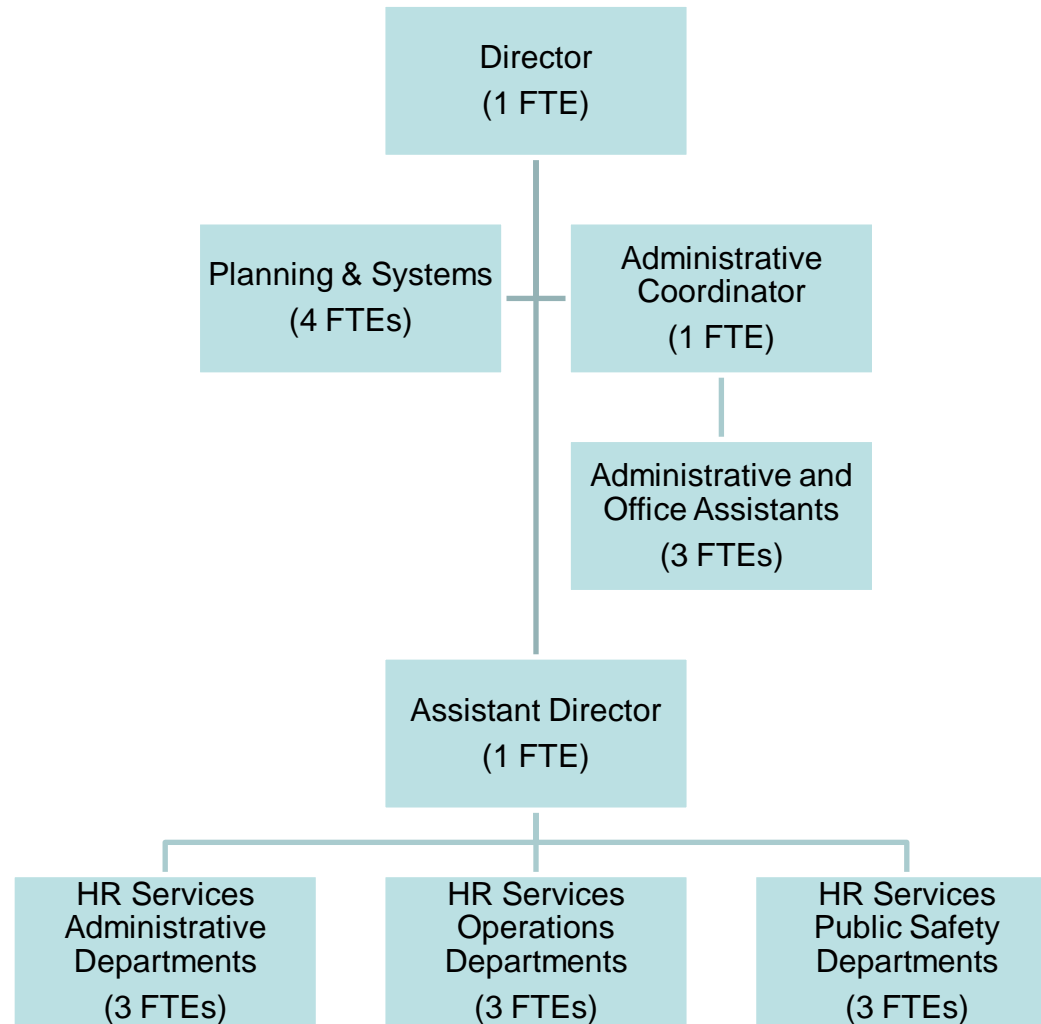 Director
(1 FTE)
Planning & Systems
(4 FTEs)
Administrative
Coordinator
(1 FTE)
Administrative and
Office Assistants
(3 FTEs)
Assistant Director
(1 FTE)
HR Services
Administrative
Departments
(3 FTEs)
HR Services
Operations
Departments
(3 FTEs)
HR Services
Public Safety
Departments
(3 FTEs)